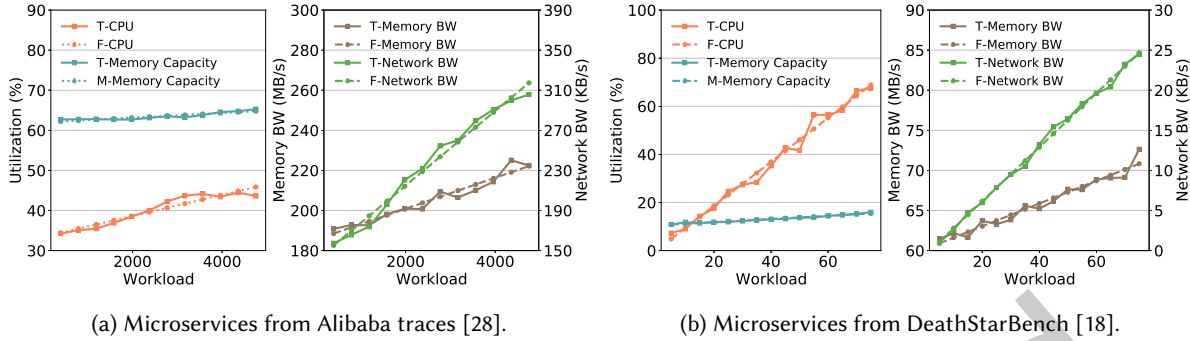 90
80
70
60
50
40
30
Utilization (%)
T-CPU
F-CPU
T-Memory Capacity
M-Memory Capacity
2000 4000
Workload
300
280
260
240
220
200
180
Memory BW (MB/s)
T-Memory BW
F-Memory BW
T-Network BW
F-Network BW
390
350
310
270
230
190
150
Network BW (KB/s)
2000 4000
Workload
100
80
60
40
20
0
Utilization (%)
T-CPU
F-CPU
T-Memory Capacity
M-Memory Capacity
20 40 60
Workload
90
85
80
75
70
65
60
Memory BW (MB/s)
T-Memory BW
F-Memory BW
T-Network BW
F-Network BW
30
25
20
15
10
5
0
Network BW (KB/s)
20 40 60
Workload
(a) Microservices from Alibaba traces [28].
(b) Microservices from DeathStarBench [18].